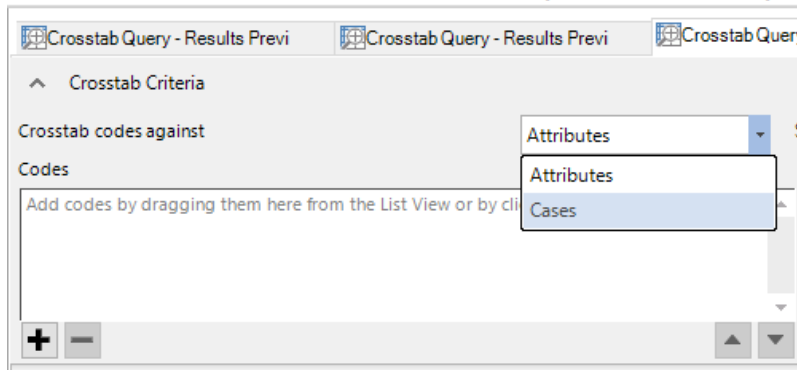 Crosstab Query - Results Previ Crosstab Query - Results Previ Crosstab Quer
Crosstab Criteria
Crosstab codes against Attributes
Attributes
Codes
Add codes by dragging them here from the List View or by cli
Cases